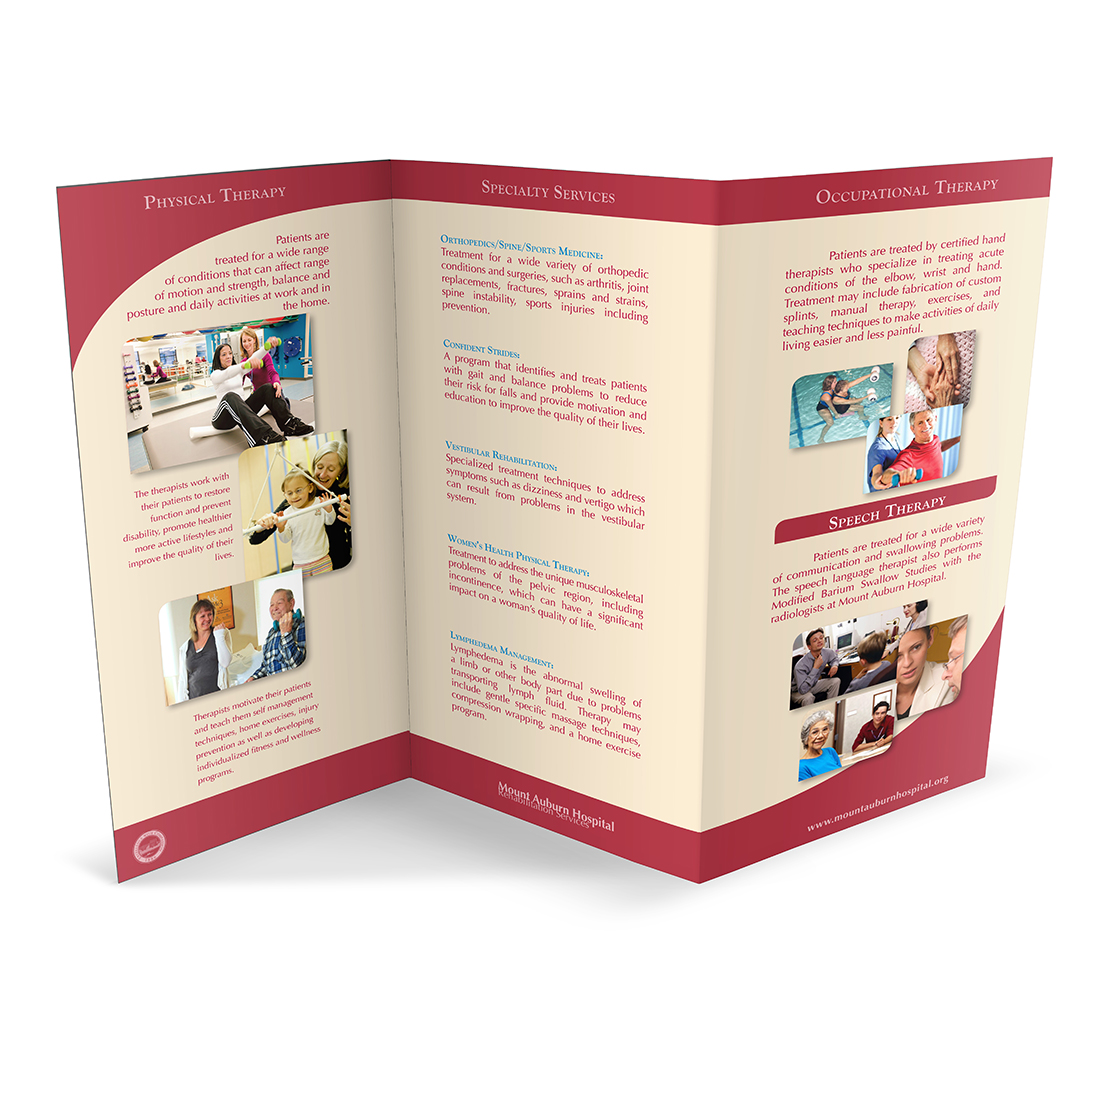 Physical Therapy
Patients are
treated for a wide range
of conditions that can affect range
of motion and strength, balance and
posture and daily activities at work and in
the home.
The therapists work with
their patients to restore
function and prevent
disability, promote healthier
more active lifestyles and
improve the quality of their
lives.
Therapists motivate their patients
and teach them self management
techniques, home exercises, injury
prevention as well as developing
individualized fitness and wellness
programs.
Specialty Services
Orthopedics/Spine/Sports Medicine:
Treatment for a wide variety of orthopedic
conditions and surgeries, such as arthritis, joint
replacements, fractures, sprains and strains,
spine instability, sports injuries including
prevention.
Confident Strides:
A program that identifies and treats patients
with gait and balance problems to reduce
their risk for falls and provide motivation and
education to improve the quality of their lives.
Vestibular Rehabilitation:
Specialized treatment techniques to address
symptoms such as dizziness and vertigo which
can result from problems in the vestibular
system.
Women's Health Physical Therapy:
Treatment to address the unique musculoskeletal
problems of the pelvic region, including
incontinence, which can have a significant
impact on a woman's quality of life.
Lymphedema Management:
Lymphedema is the abnormal swelling of
a limb or other body part due to problems
transporting lymph fluid. Therapy may
include gentle specific massage techniques,
compression wrapping, and a home exercise
program.
Mount Auburn Hospital
Rehabilitation Services
Occupational Therapy
Patients are treated by certified hand
therapists who specialize in treating acute
conditions of the elbow, wrist and hand.
Treatment may include fabrication of custom
splints, manual therapy, exercises, and
teaching techniques to make activities of daily
living easier and less painful.
Speech Therapy
Patients are treated for a wide variety
of communication and swallowing problems.
The speech language therapist also performs
Modified Barium Swallow Studies with the
radiologists at Mount Auburn Hospital.
www.mountauburnhospital.org